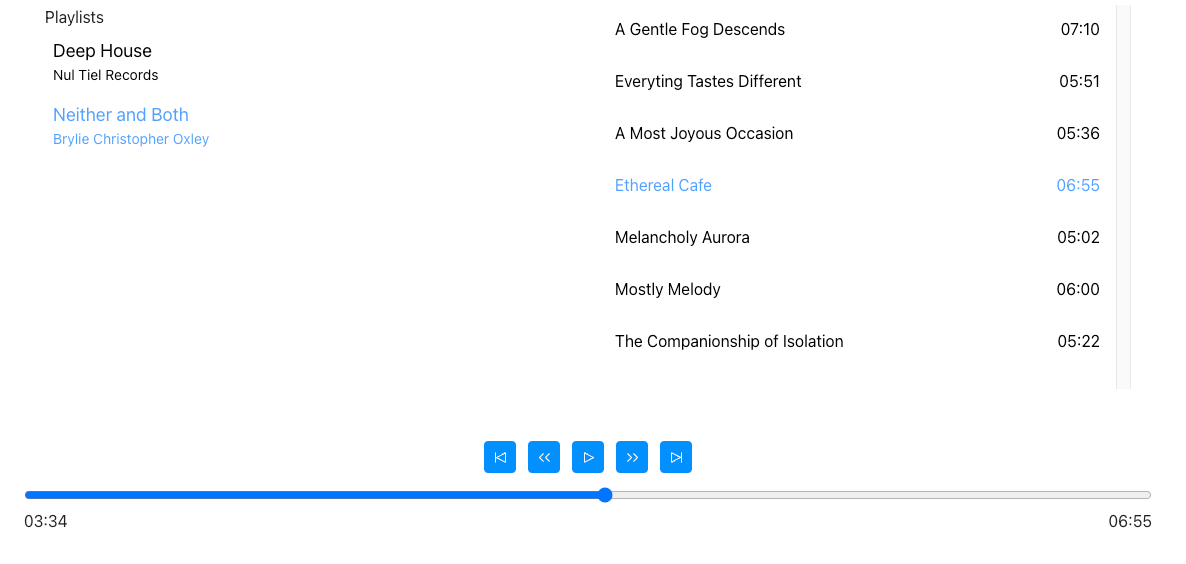 Playlists
Deep House
Nul Tiel Records
Neither and Both
Brylie Christopher Oxley
A Gentle Fog Descends 07:10
Everyting Tastes Different 05:51
A Most Joyous Occasion 05:36
Ethereal Cafe 06:55
Melancholy Aurora 05:02
Mostly Melody 06:00
The Companionship of Isolation 05:22
03:34 06:55